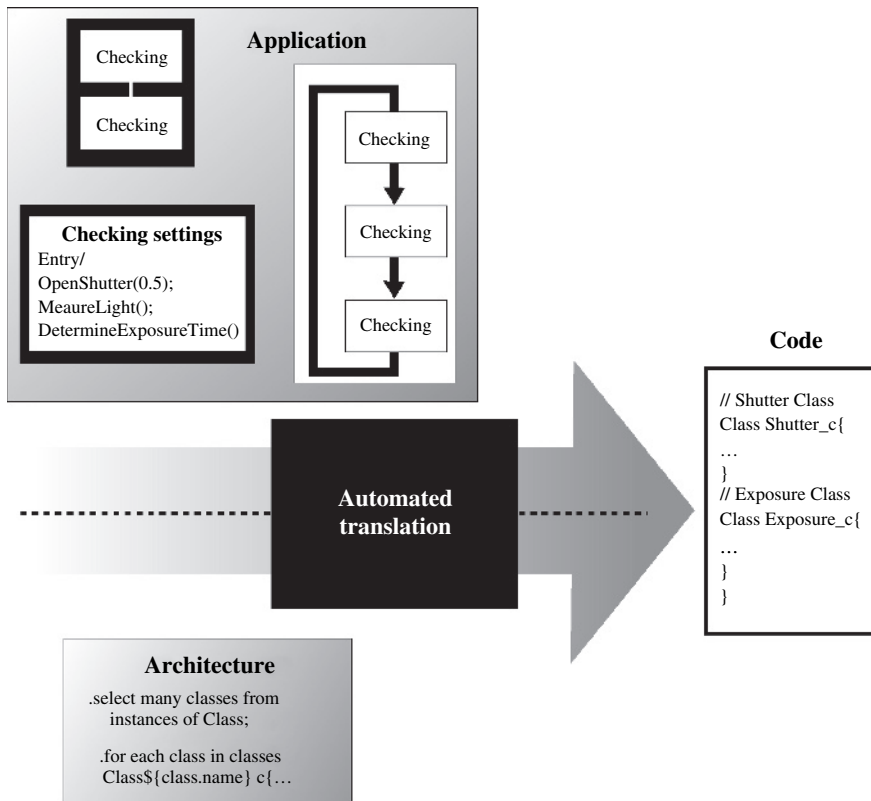 Application
Checking
Checking
Checking settings
Entry/
OpenShutter(0.5);
MeaureLight();
DetermineExposureTime()
Checking
Checking
Checking
Automated
translation
Code
// Shutter Class
Class Shutter_c{
…
}
// Exposure Class
Class Exposure_c{
…
}
}
Architecture
.select many classes from
instances of Class;
.for each class in classes
Class${class.name} c{…